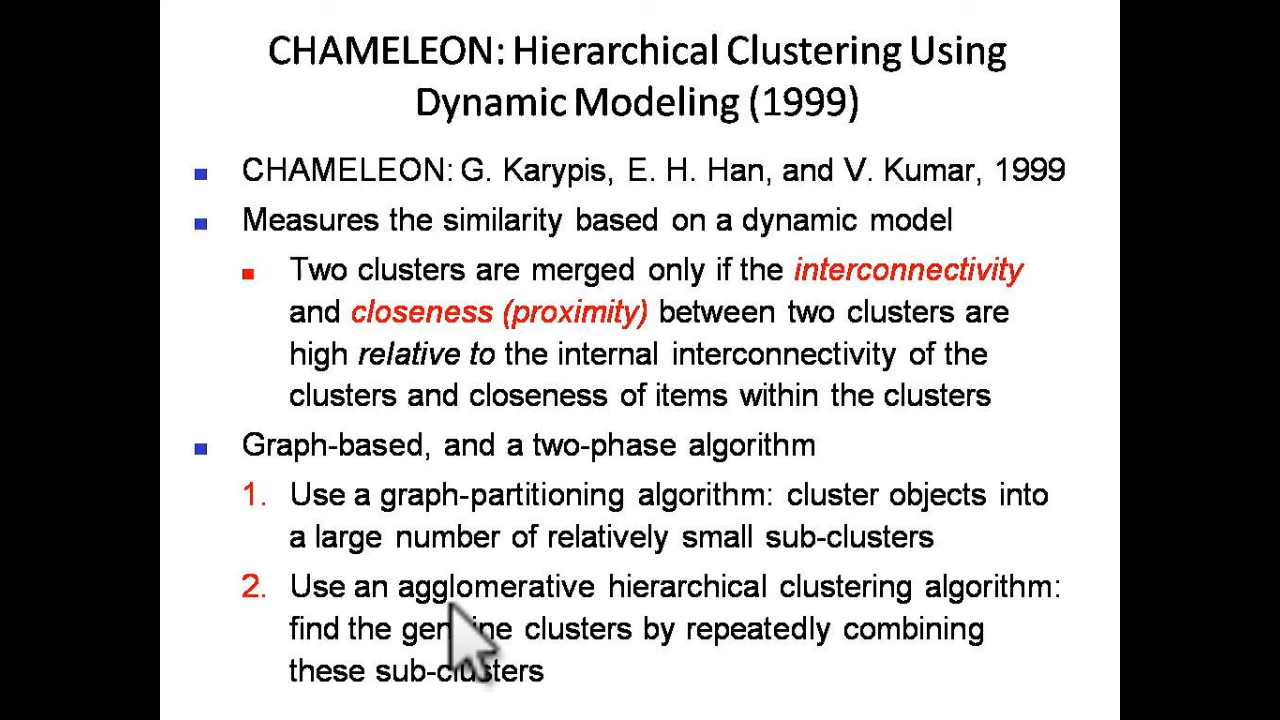 CHAMELEON: Hierarchical Clustering Using
Dynamic Modeling (1999)
CHAMELEON: G. Karypis, E. H. Han, and V. Kumar, 1999
Measures the similarity based on a dynamic model
Two clusters are merged only if the interconnectivity
and closeness (proximity) between two clusters are
high relative to the internal interconnectivity of the
clusters and closeness of items within the clusters
Graph-based, and a two-phase algorithm
1. Use a graph-partitioning algorithm: cluster objects into
a large number of relatively small sub-clusters
2. Use an agglomerative hierarchical clustering algorithm:
find the genuine clusters by repeatedly combining
these sub-clusters